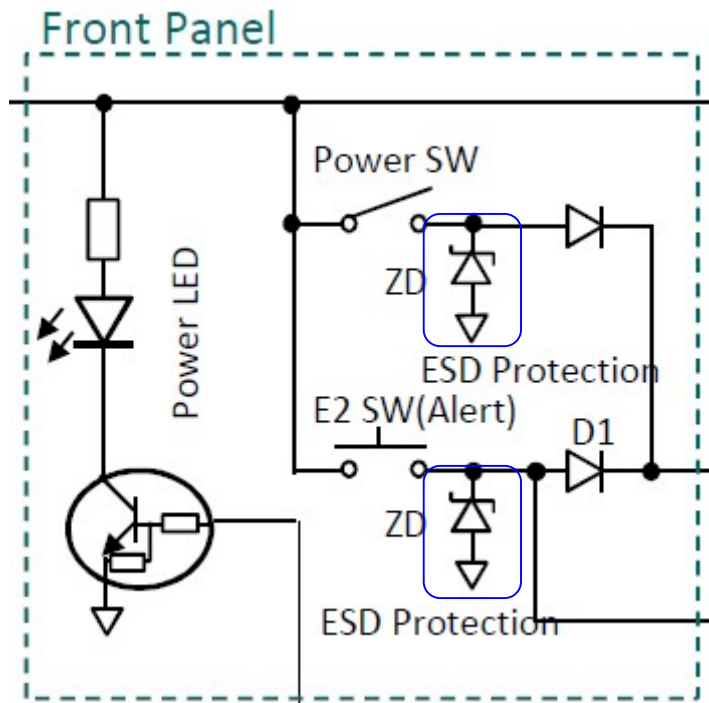 Front Panel
Power SW
Power LED
ZD
ESD Protection
E2 SW(Alert)
D1
ZD
ESD Protection